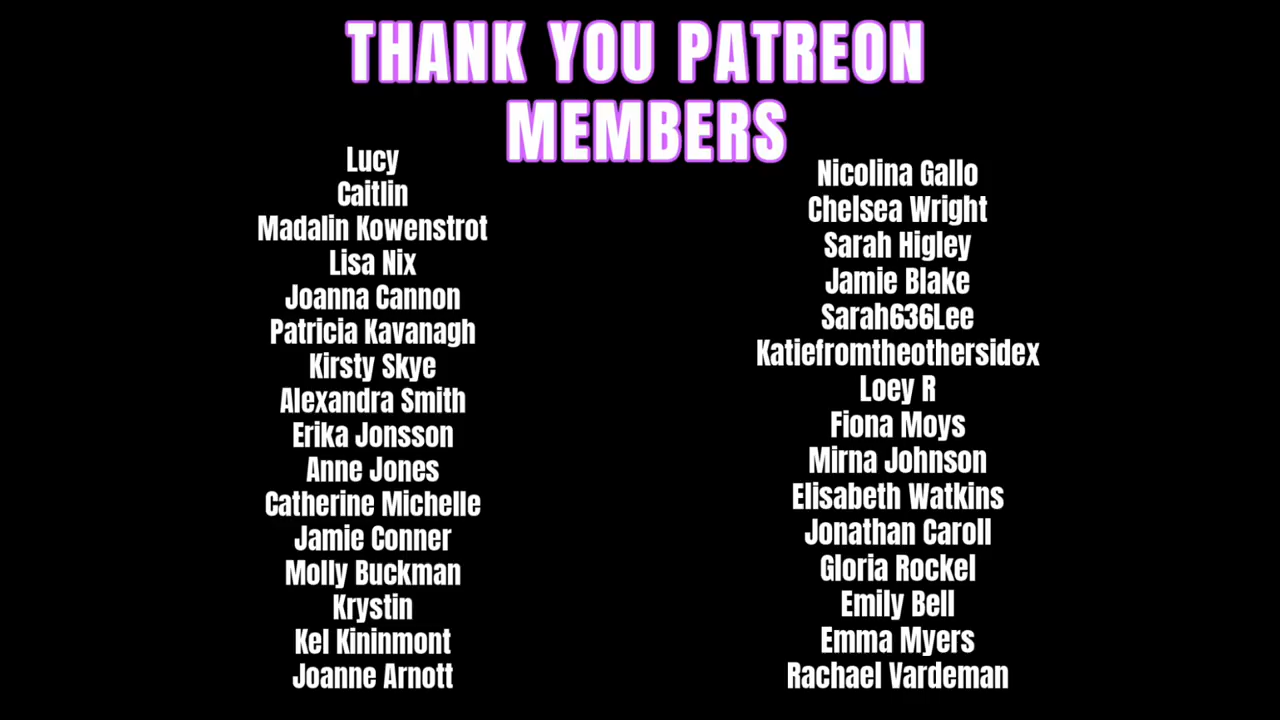 THANK YOU PATREON
MEMBERS
Lucy
Caitlin
Madalin Kowenstrot
Lisa Nix
Joanna Cannon
Patricia Kavanagh
Kirsty Skye
Alexandra Smith
Erika Jonsson
Anne Jones
Catherine Michelle
Jamie Conner
Molly Buckman
Krystin
Kel Kininmont
Joanne Arnott
Nicolina Gallo
Chelsea Wright
Sarah Higley
Jamie Blake
Sarah636Lee
Katiefromtheothersidex
Loey R
Fiona Moys
Mirna Johnson
Elisabeth Watkins
Jonathan Caroll
Gloria Rockel
Emily Bell
Emma Myers
Rachael Vardeman